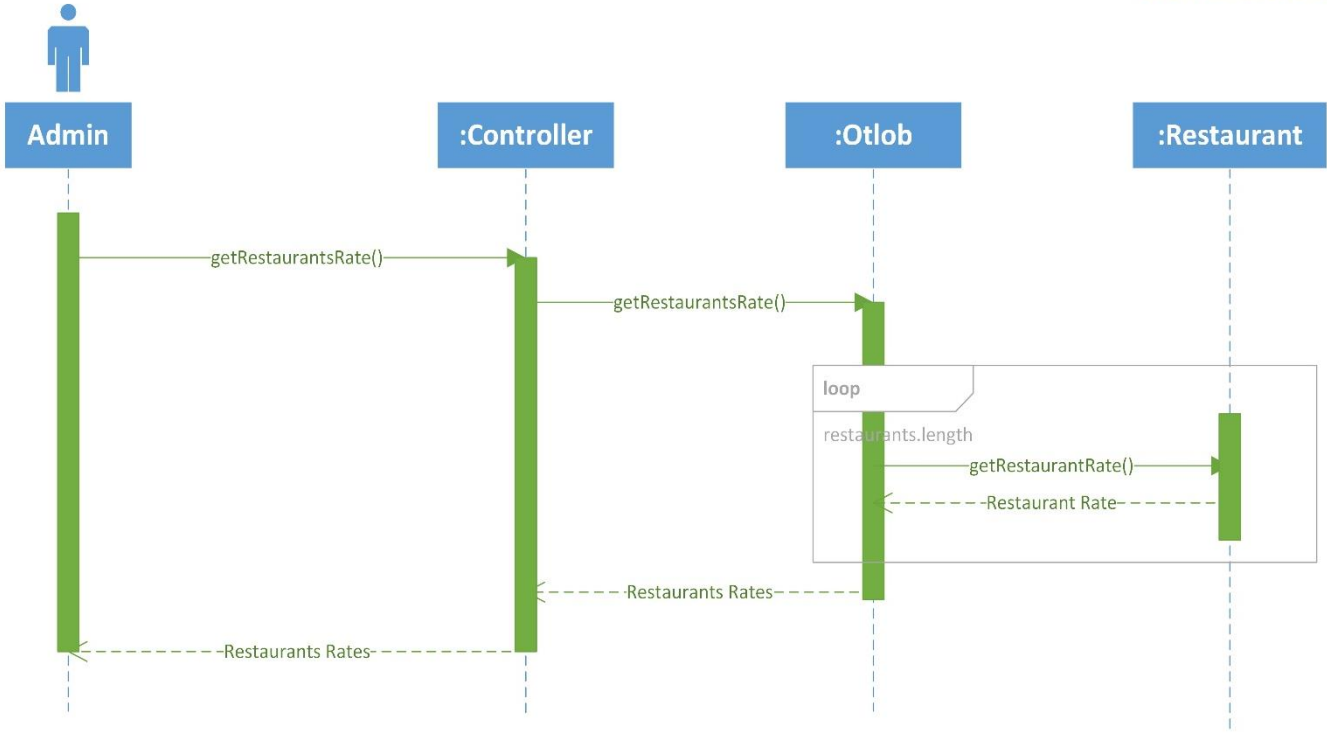 Admin
:Controller
:Otlob
:Restaurant
getRestaurantsRate()
getRestaurantsRate()
loop
restaurants.length
getRestaurantRate()
Restaurant Rate
Restaurants Rates
Restaurants Rates